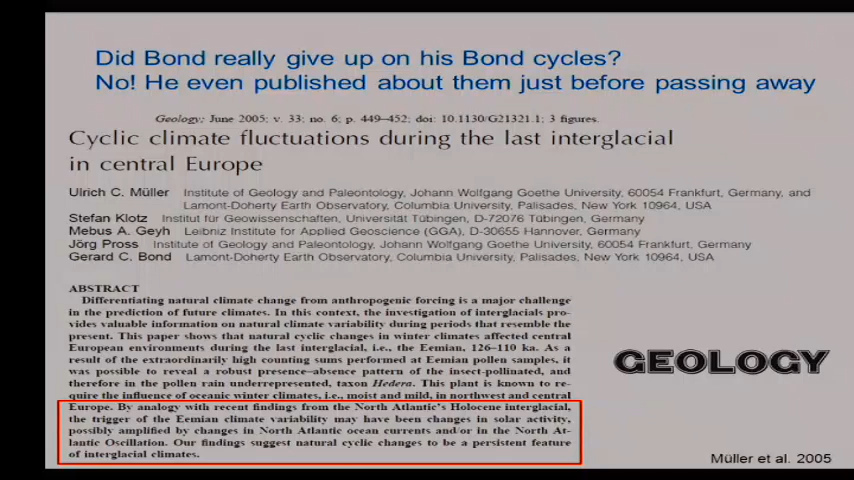 Did Bond really give up on his Bond cycles?
No! He even published about them just before passing away
Geology; June 2005; v. 33; no. 6; p. 449–452; doi: 10.1130/G21321.1; 3 figures.
Cyclic climate fluctuations during the last interglacial
in central Europe
Ulrich C. Müller Institute of Geology and Paleontology, Johann Wolfgang Goethe University, 60054 Frankfurt, Germany, and
Lamont-Doherty Earth Observatory, Columbia University, Palisades, New York 10964, USA
Stefan Klotz Institut für Geowissenschaften, Universität Tübingen, D-72076 Tübingen, Germany
Mebus A. Geyh Leibniz Institute for Applied Geoscience (GGA), D-30655 Hannover, Germany
Jörg Pross Institute of Geology and Paleontology, Johann Wolfgang Goethe University, 60054 Frankfurt, Germany
Gerard C. Bond Lamont-Doherty Earth Observatory, Columbia University, Palisades, New York 10964, USA
ABSTRACT
Differentiating natural climate change from anthropogenic forcing is a major challenge
in the prediction of future climates. In this context, the investigation of interglacials pro-
vides valuable information on natural climate variability during periods that resemble the
present. This paper shows that natural cyclic changes in winter climates affected central
European environments during the last interglacial, i.e., the Eemian, 126–110 ka. As a
result of the extraordinarily high counting sums performed at Eemian pollen samples, it
was possible to reveal a robust presence–absence pattern of the insect-pollinated, and
therefore in the pollen rain underrepresented, taxon Hedera. This plant is known to re-
quire the influence of oceanic winter climates, i.e., moist and mild, in northwest and central
Europe. By analogy with recent findings from the North Atlantic's Holocene interglacial,
the trigger of the Eemian climate variability may have been changes in solar activity,
possibly amplified by changes in North Atlantic ocean currents and/or in the North At-
lantic Oscillation. Our findings suggest natural cyclic changes to be a persistent feature
of interglacial climates.
GEOLOGY
Müller et al. 2005